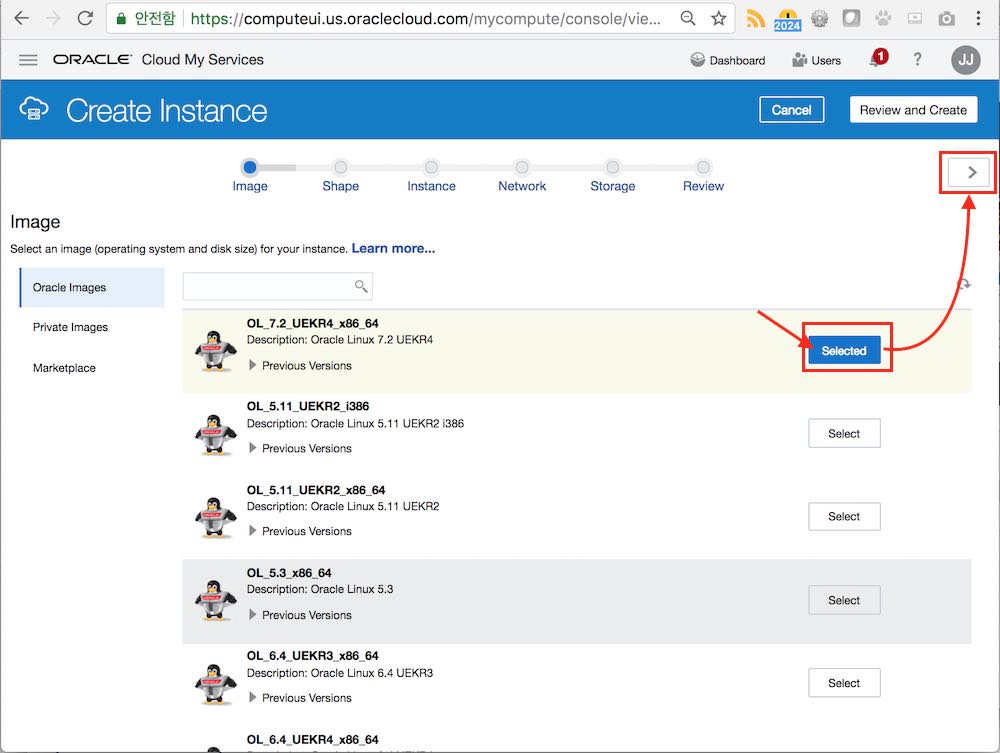 안전함 https://computeui.us.oraclecloud.com/mycompute/console/vie...
2024
ORACLE® Cloud My Services
Dashboard
Users
1
?
JJ
Create Instance
Cancel
Review and Create
Image
Shape
Instance
Network
Storage
Review
Image
Select an image (operating system and disk size) for your instance. Learn more...
Oracle Images
Private Images
Marketplace
OL_7.2_UEKR4_x86_64
Description: Oracle Linux 7.2 UEKR4
Previous Versions
Selected
OL_5.11_UEKR2_i386
Description: Oracle Linux 5.11 UEKR2 i386
Previous Versions
Select
OL_5.11_UEKR2_x86_64
Description: Oracle Linux 5.11 UEKR2
Previous Versions
Select
OL_5.3_x86_64
Description: Oracle Linux 5.3
Previous Versions
Select
OL_6.4_UEKR3_x86_64
Description: Oracle Linux 6.4 UEKR3
Previous Versions
Select
OL_6.4_UEKR4_x86_64